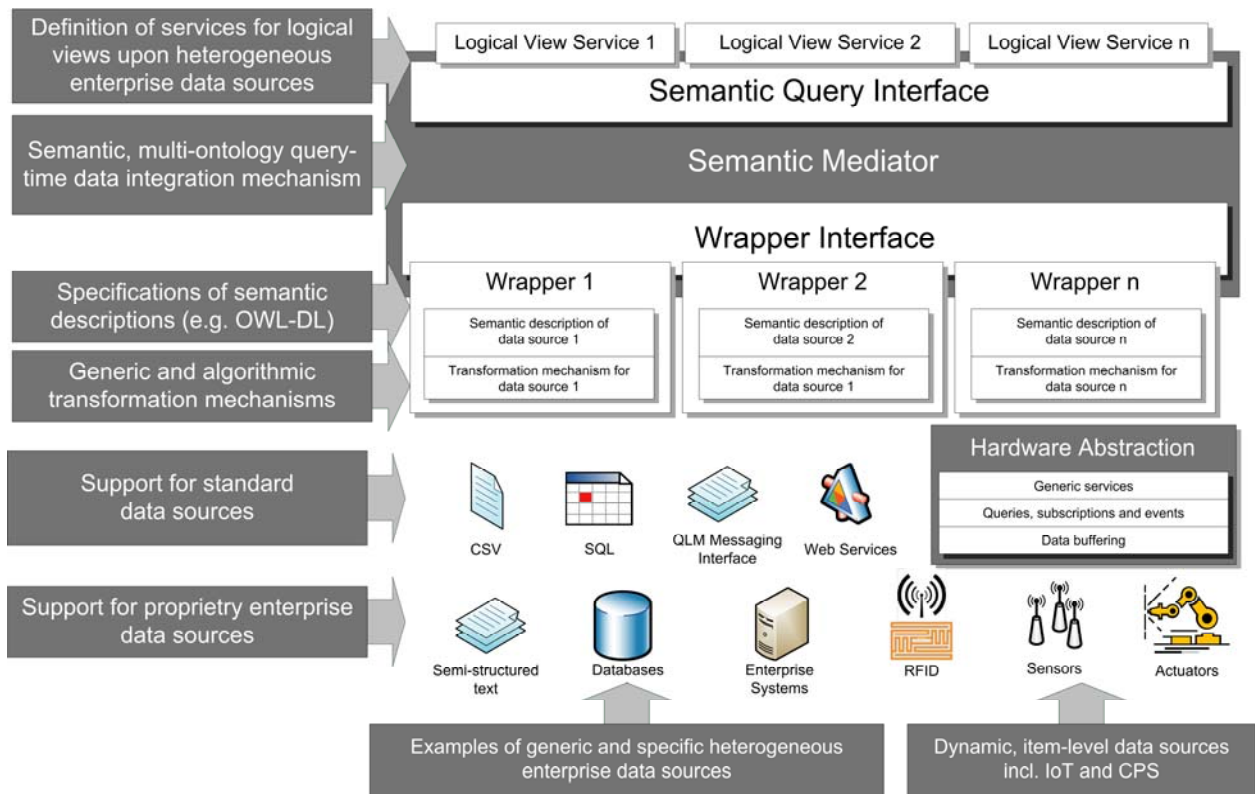 Definition of services for logical
views upon heterogeneous
enterprise data sources
Logical View Service 1
Logical View Service 2
Logical View Service n
Semantic Query Interface
Semantic, multi-ontology query-
time data integration mechanism
Semantic Mediator
Wrapper Interface
Specifications of semantic
descriptions (e.g. OWL-DL)
Generic and algorithmic
transformation mechanisms
Wrapper 1
Semantic description of
data source 1
Transformation mechanism for
data source 1
Wrapper 2
Semantic description of
data source 2
Transformation mechanism for
data source 1
Wrapper n
Semantic description of
data source n
Transformation mechanism for
data source n
Support for standard
data sources
CSV
SQL
QLM Messaging
Interface
Web Services
Hardware Abstraction
Generic services
Queries, subscriptions and events
Data buffering
Support for proprietry enterprise
data sources
Semi-structured
text
Databases
Enterprise
Systems
RFID
Sensors
Actuators
Examples of generic and specific heterogeneous
enterprise data sources
Dynamic, item-level data sources
incl. IoT and CPS